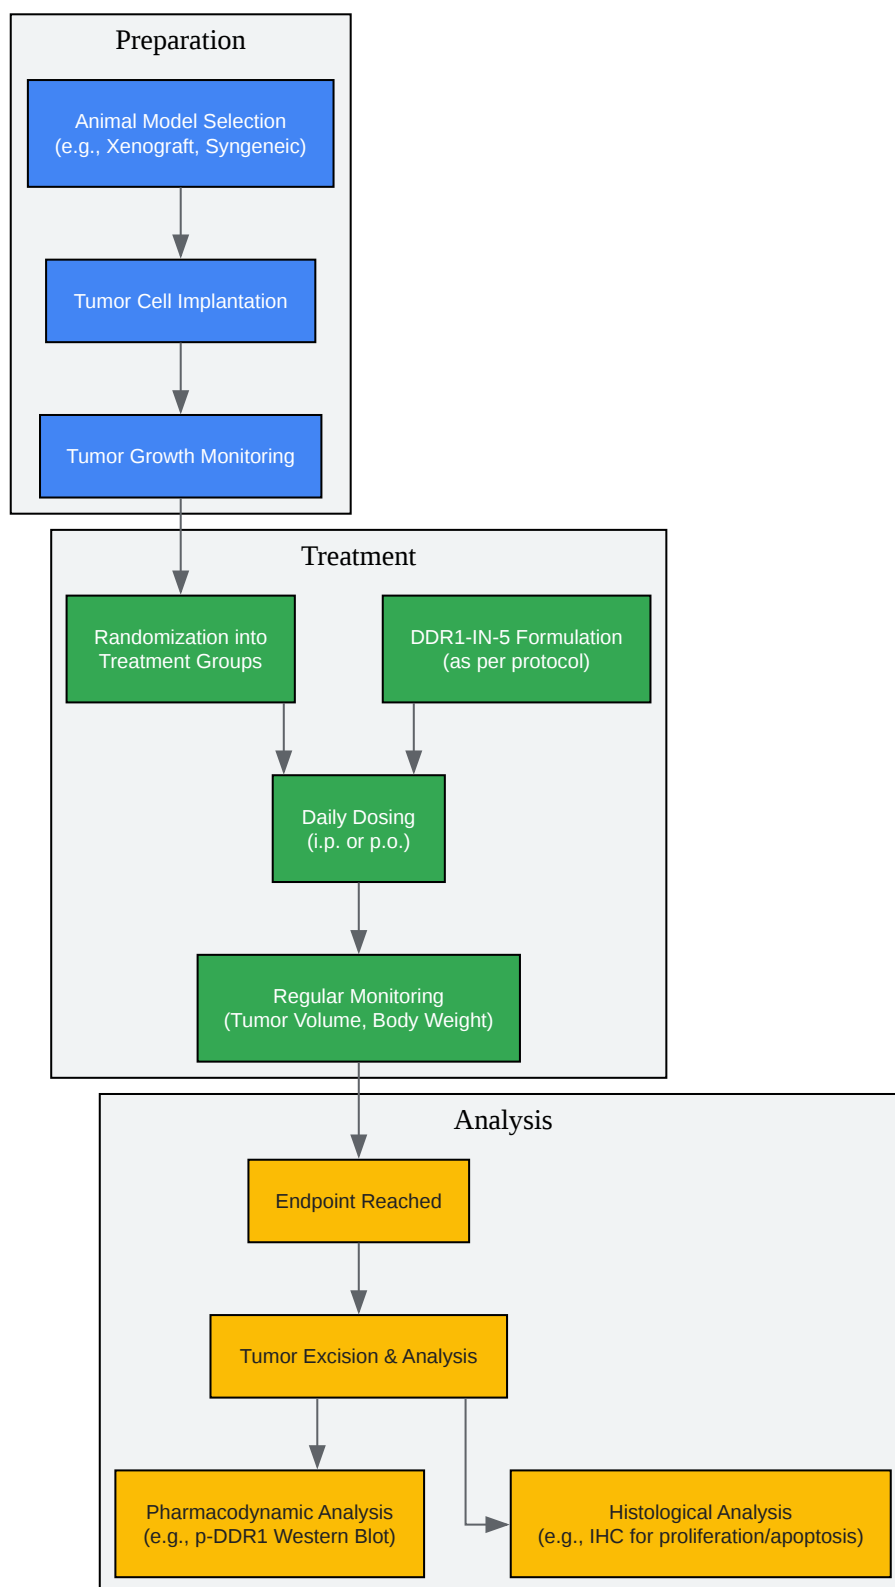 Preparation
Animal Model Selection
(e.g., Xenograft, Syngeneic)
Tumor Cell Implantation
Tumor Growth Monitoring
Treatment
Randomization into
Treatment Groups
DDR1-IN-5 Formulation
(as per protocol)
Daily Dosing
(i.p. or p.o.)
Regular Monitoring
(Tumor Volume, Body Weight)
Analysis
Endpoint Reached
Tumor Excision & Analysis
Pharmacodynamic Analysis
(e.g., p-DDR1 Western Blot)
Histological Analysis
(e.g., IHC for proliferation/apoptosis)